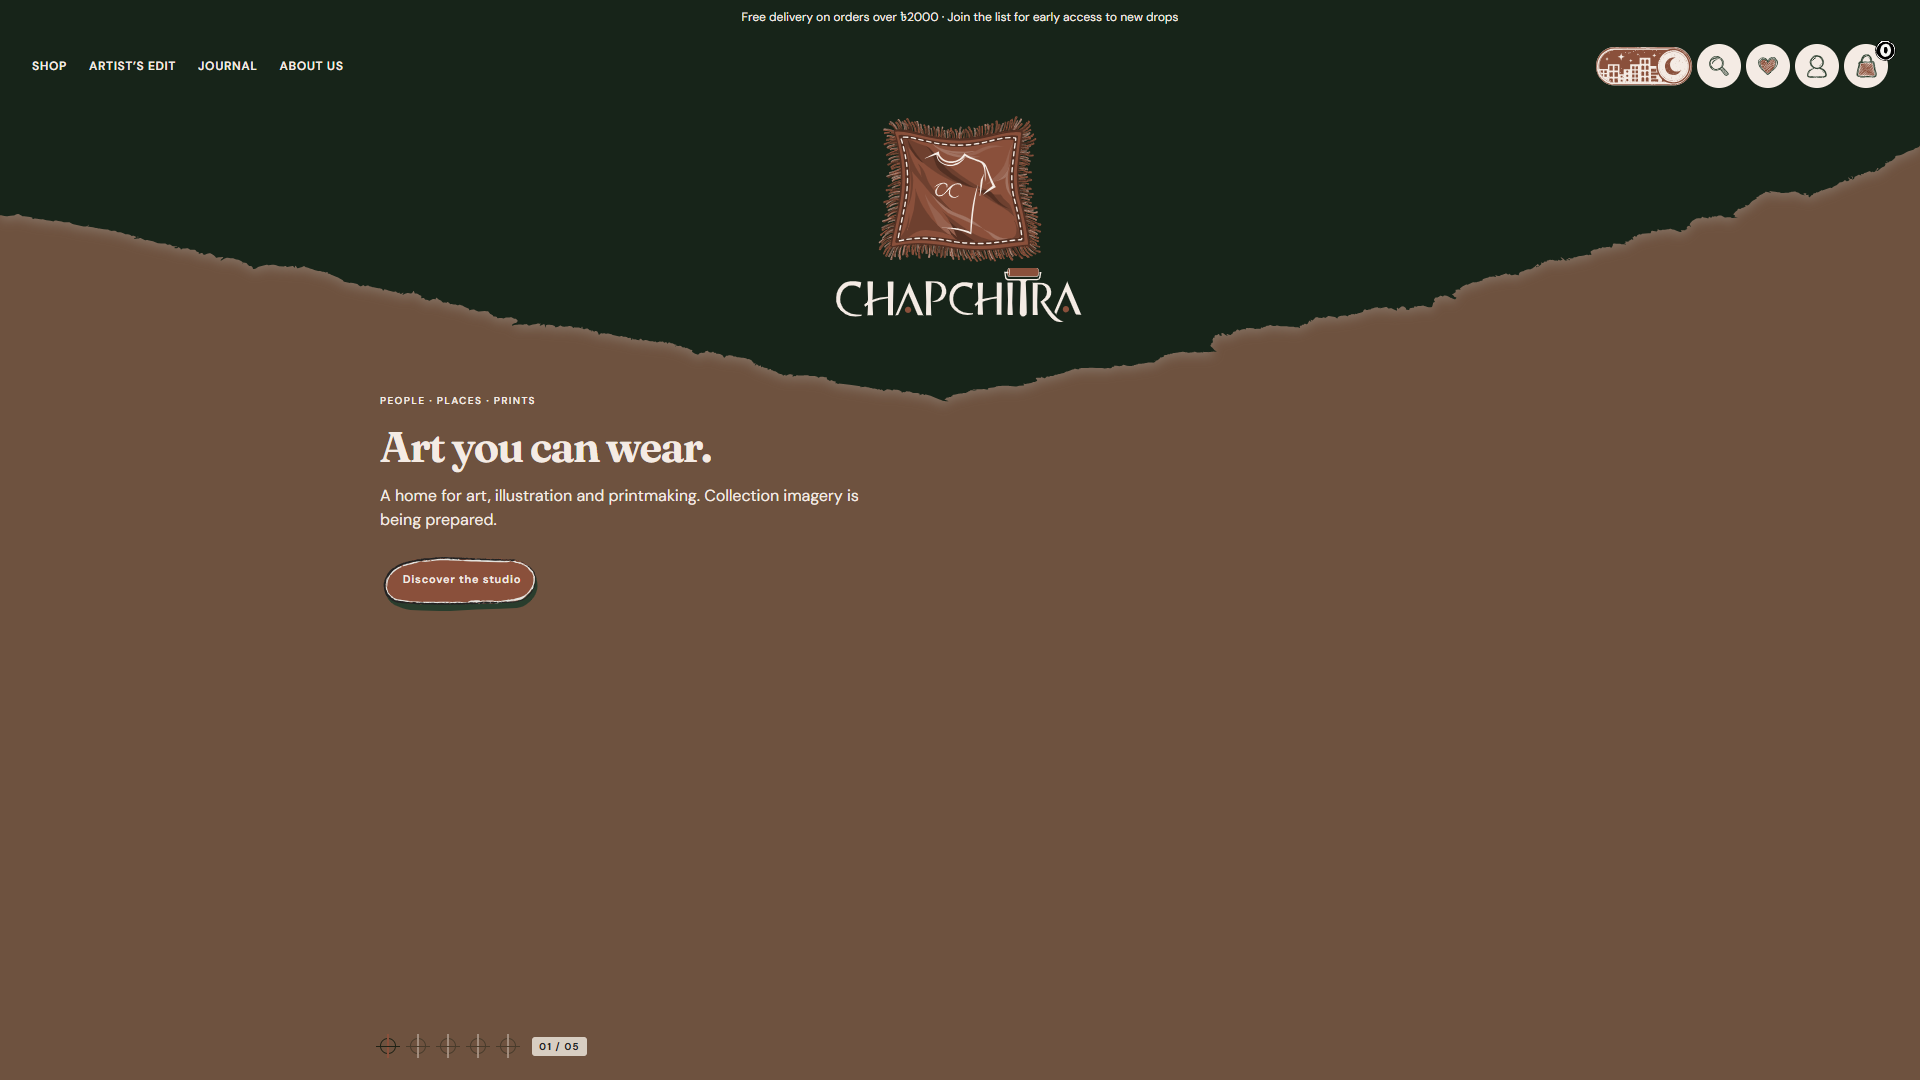 Free delivery on orders over ৳2000 · Join the list for early access to new drops
SHOP ARTIST’S EDIT JOURNAL ABOUT US
0
CC
CHAPCHITRA
PEOPLE · PLACES · PRINTS
Art you can wear.
A home for art, illustration and printmaking. Collection imagery is
being prepared.
Discover the studio
01 / 05